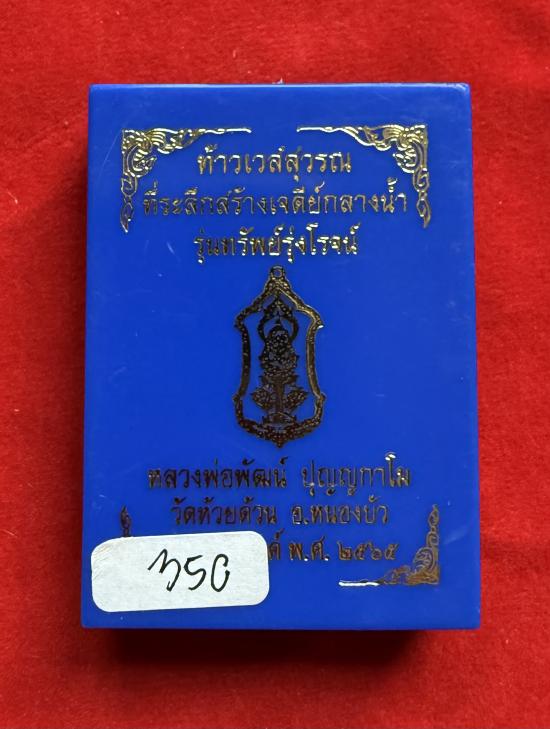 ท้าวเวสสุวรรณ
ที่ระลึกสร้างเจดีย์กลางน้ำ
รุ่นทรัพย์รุ่งโรจน์
หลวงพ่อพัฒน์ ปุญญกาโม
วัดห้วยด้วน อ.หนองบัว
พ.ศ. ๒๕๖๕
350